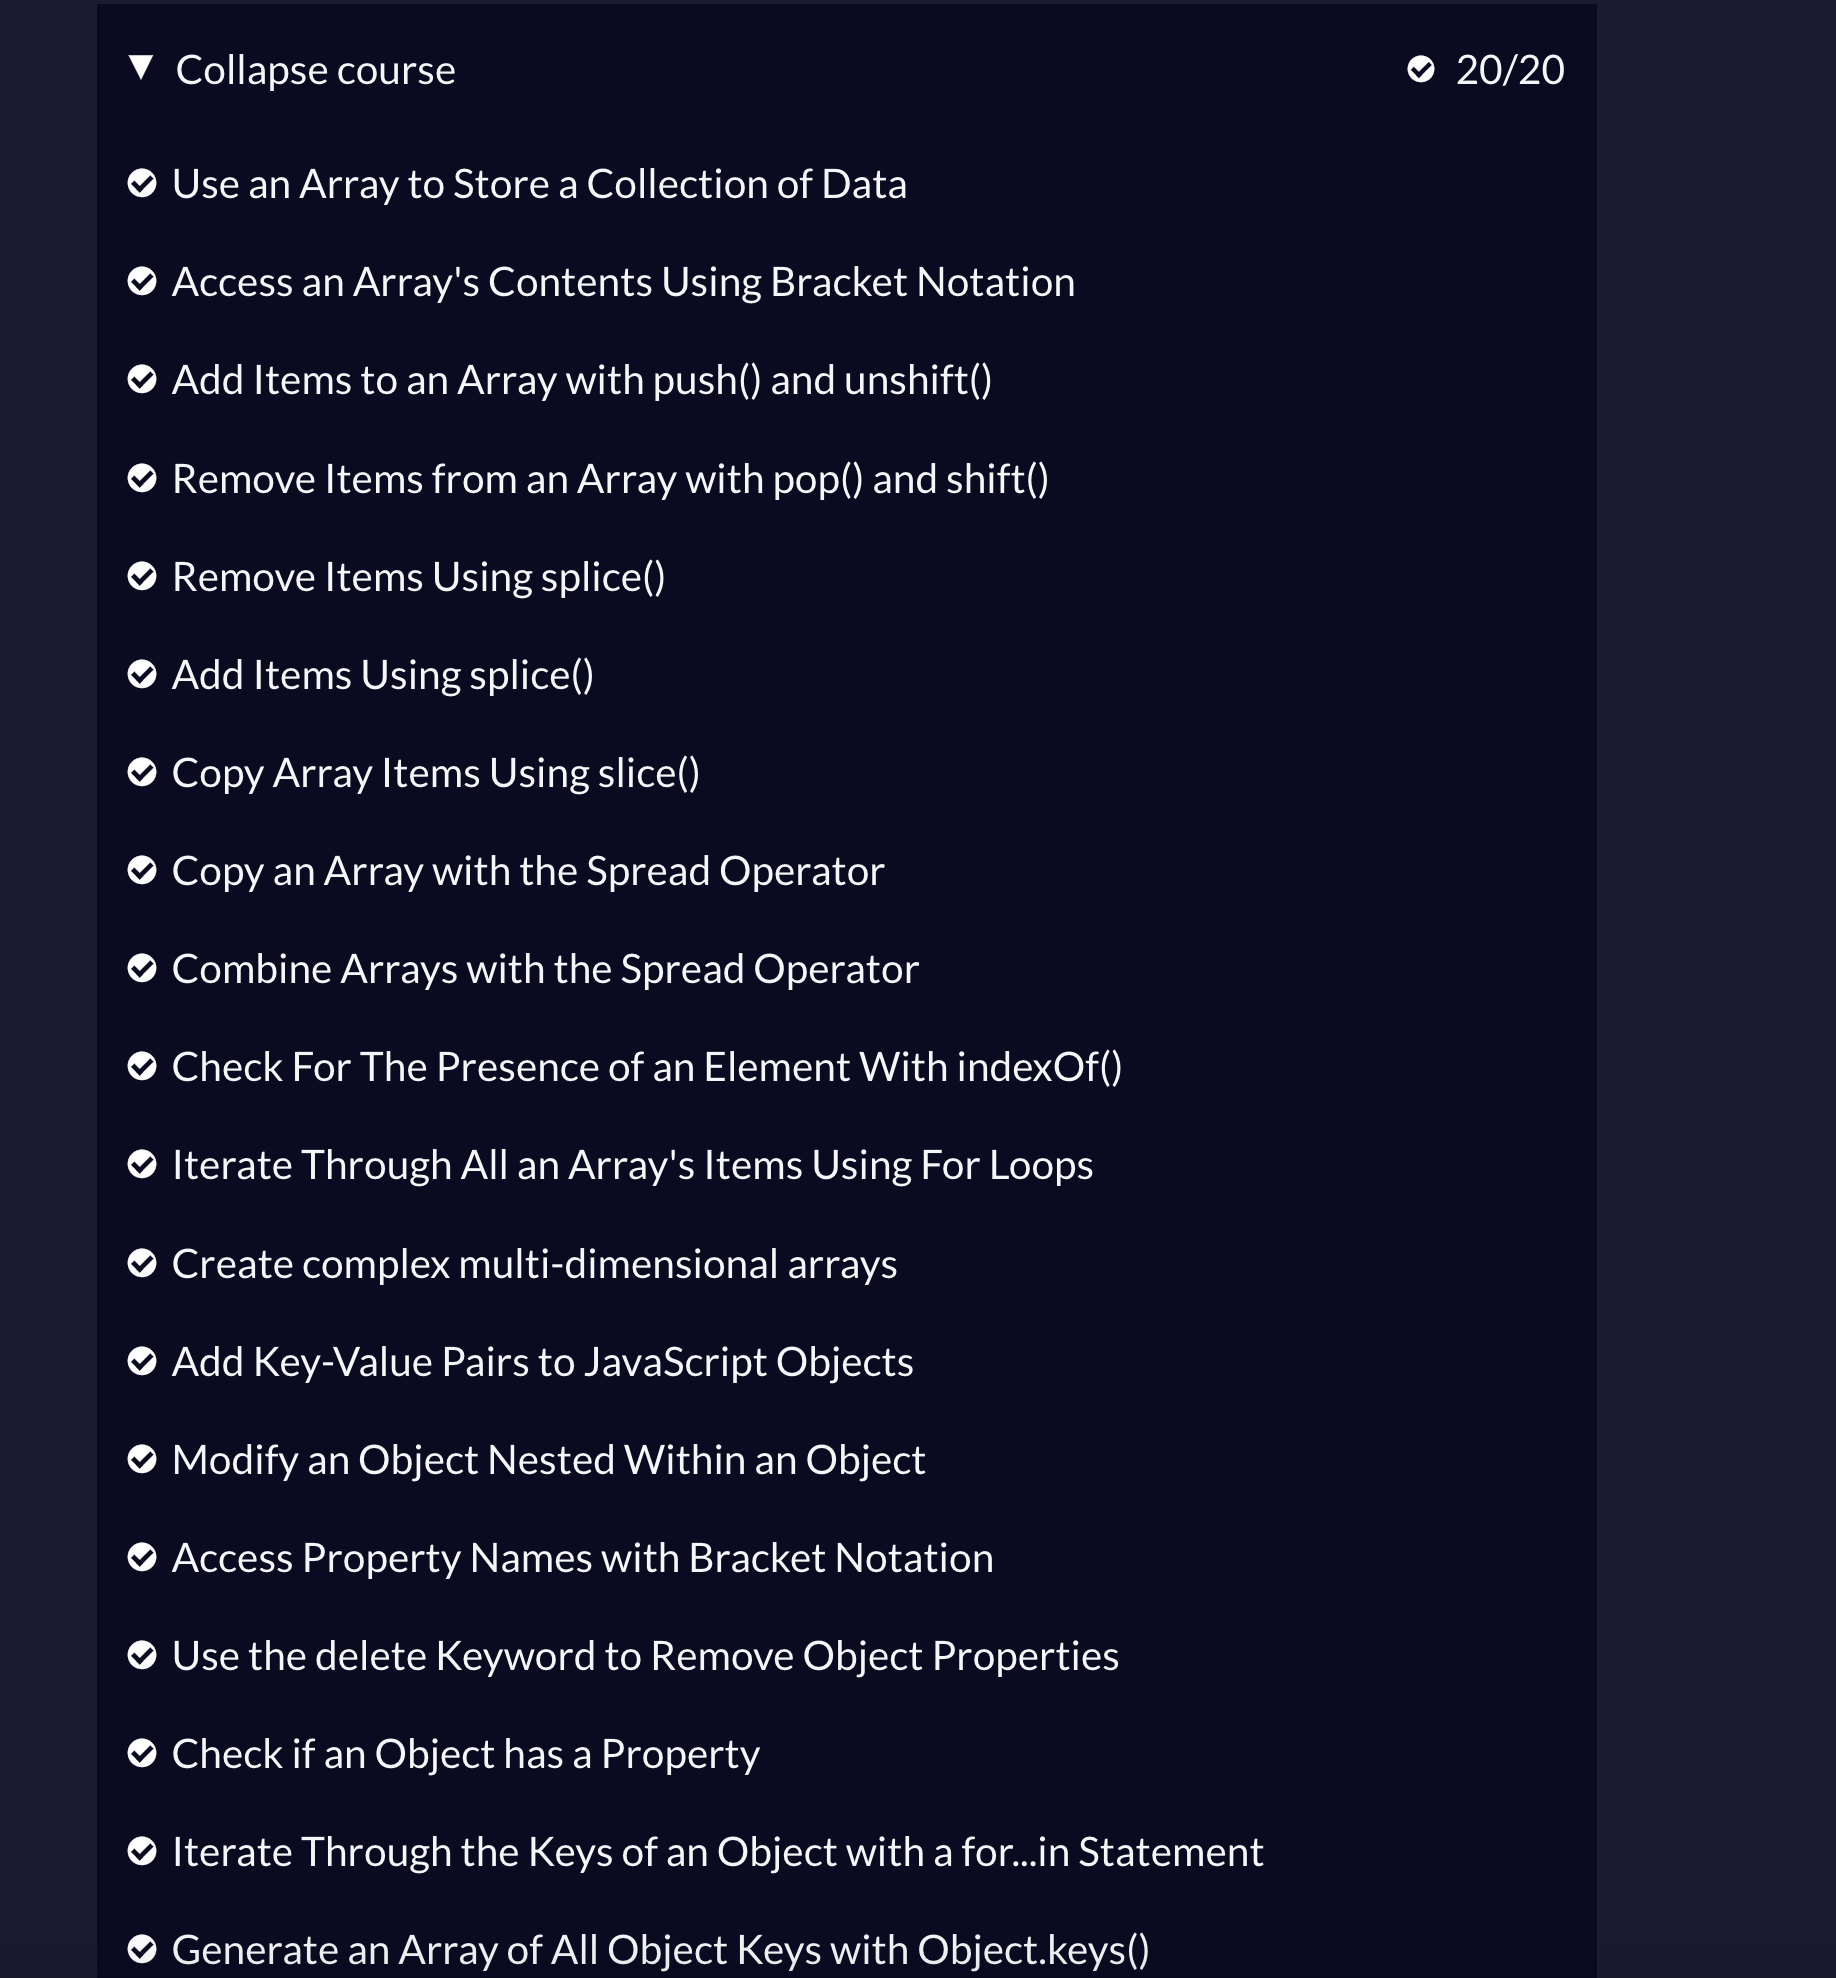 Collapse course 20/20
Use an Array to Store a Collection of Data
Access an Array's Contents Using Bracket Notation
Add Items to an Array with push() and unshift()
Remove Items from an Array with pop() and shift()
Remove Items Using splice()
Add Items Using splice()
Copy Array Items Using slice()
Copy an Array with the Spread Operator
Combine Arrays with the Spread Operator
Check For The Presence of an Element With indexOf()
Iterate Through All an Array's Items Using For Loops
Create complex multi-dimensional arrays
Add Key-Value Pairs to JavaScript Objects
Modify an Object Nested Within an Object
Access Property Names with Bracket Notation
Use the delete Keyword to Remove Object Properties
Check if an Object has a Property
Iterate Through the Keys of an Object with a for...in Statement
Generate an Array of All Object Keys with Object.keys()